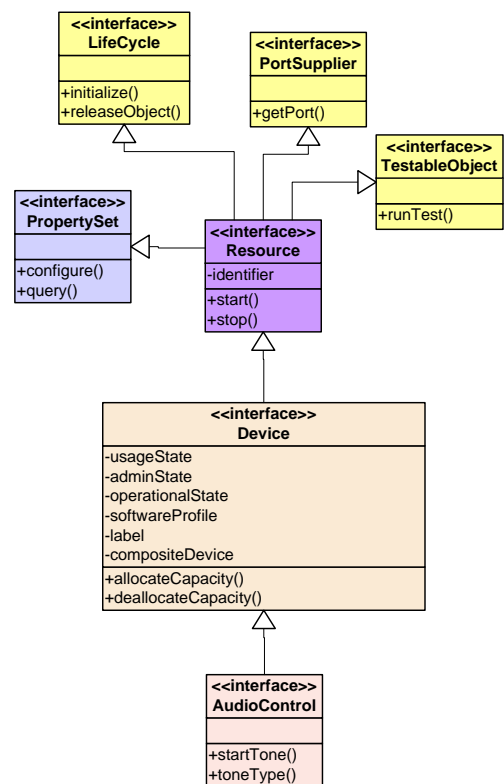 <<interface>>
LifeCycle
+initialize()
+releaseObject()
<<interface>>
PortSupplier
+getPort()
<<interface>>
TestableObject
+runTest()
<<interface>>
PropertySet
+configure()
+query()
<<interface>>
Resource
-identifier
+start()
+stop()
<<interface>>
Device
-usageState
-adminState
-operationalState
-softwareProfile
-label
-compositeDevice
+allocateCapacity()
+deallocateCapacity()
<<interface>>
AudioControl
+startTone()
+toneType()